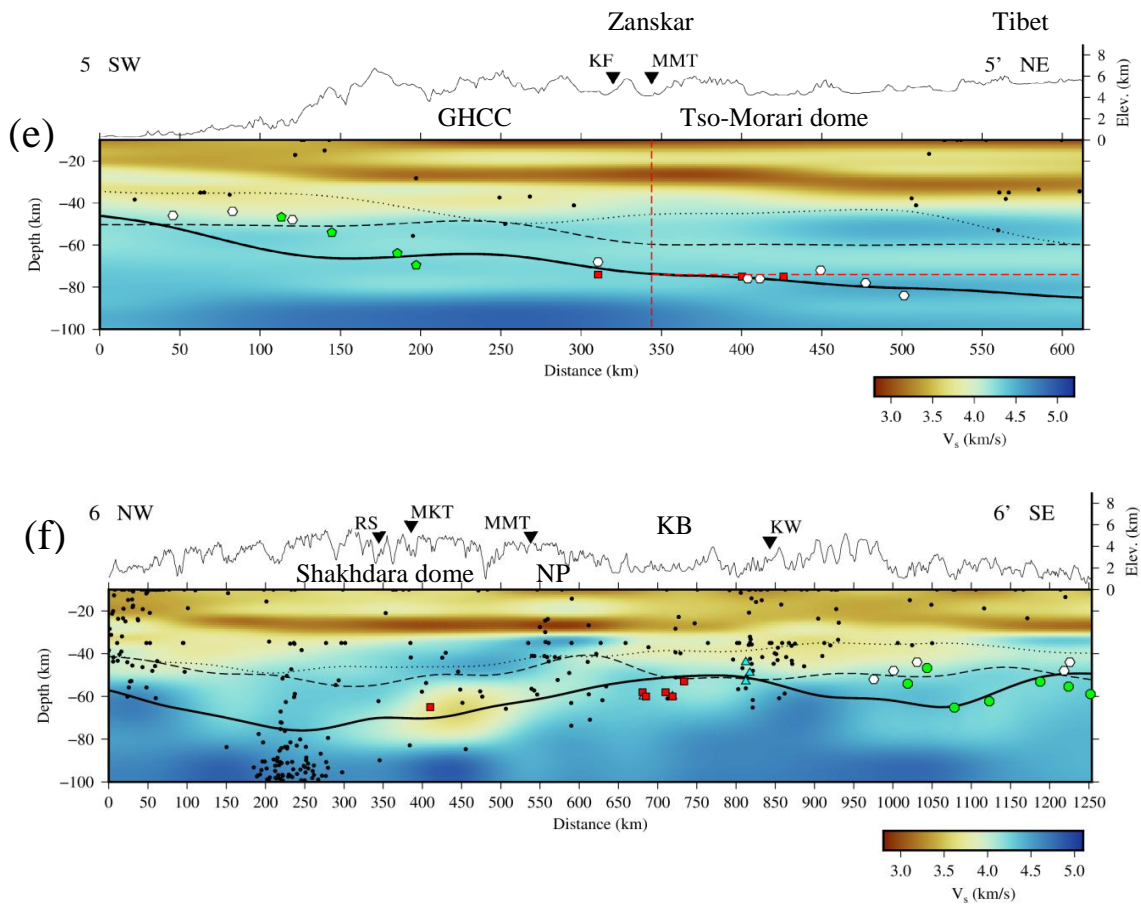 Zanskar Tibet
5 SW KF MMT 5’ NE
8
6
4
2
0
Elev. (km)
(e) GHCC Tso-Morari dome
−20
−40
−60
−80
−100
Depth (km)
0 50 100 150 200 250 300 350 400 450 500 550 600
Distance (km)
3.0 3.5 4.0 4.5 5.0
Vs (km/s)
6 NW RS MKT MMT KB KW 6’ SE
8
6
4
2
0
Elev. (km)
(f) Shakhdara dome NP
−20
−40
−60
−80
−100
Depth (km)
0 50 100 150 200 250 300 350 400 450 500 550 600 650 700 750 800 850 900 950 1000 1050 1100 1150 1200 1250
Distance (km)
3.0 3.5 4.0 4.5 5.0
Vs (km/s)